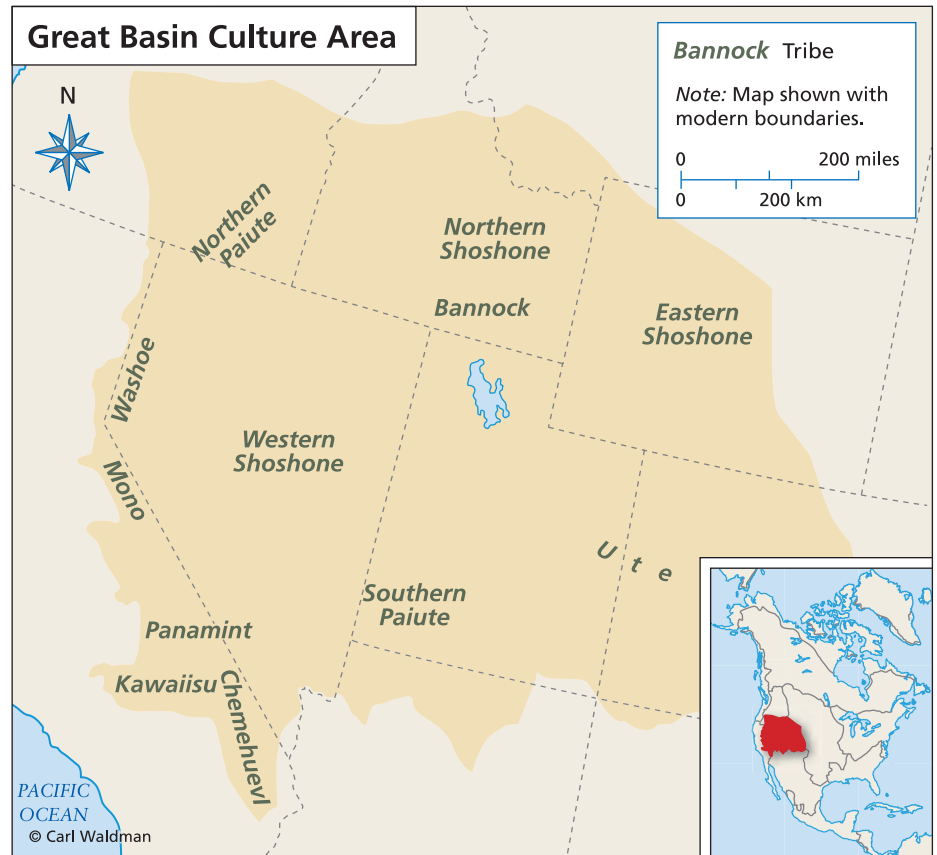 Great Basin Culture Area
Bannock Tribe
Note: Map shown with
modern boundaries.
0 200 miles
0 200 km
N
Northern
Paiute
Northern
Shoshone
Bannock
Eastern
Shoshone
Washoe
Western
Shoshone
Mono
Ute
Southern
Paiute
Panamint
Kawaiisu
Chemehuevl
PACIFIC
OCEAN
© Carl Waldman